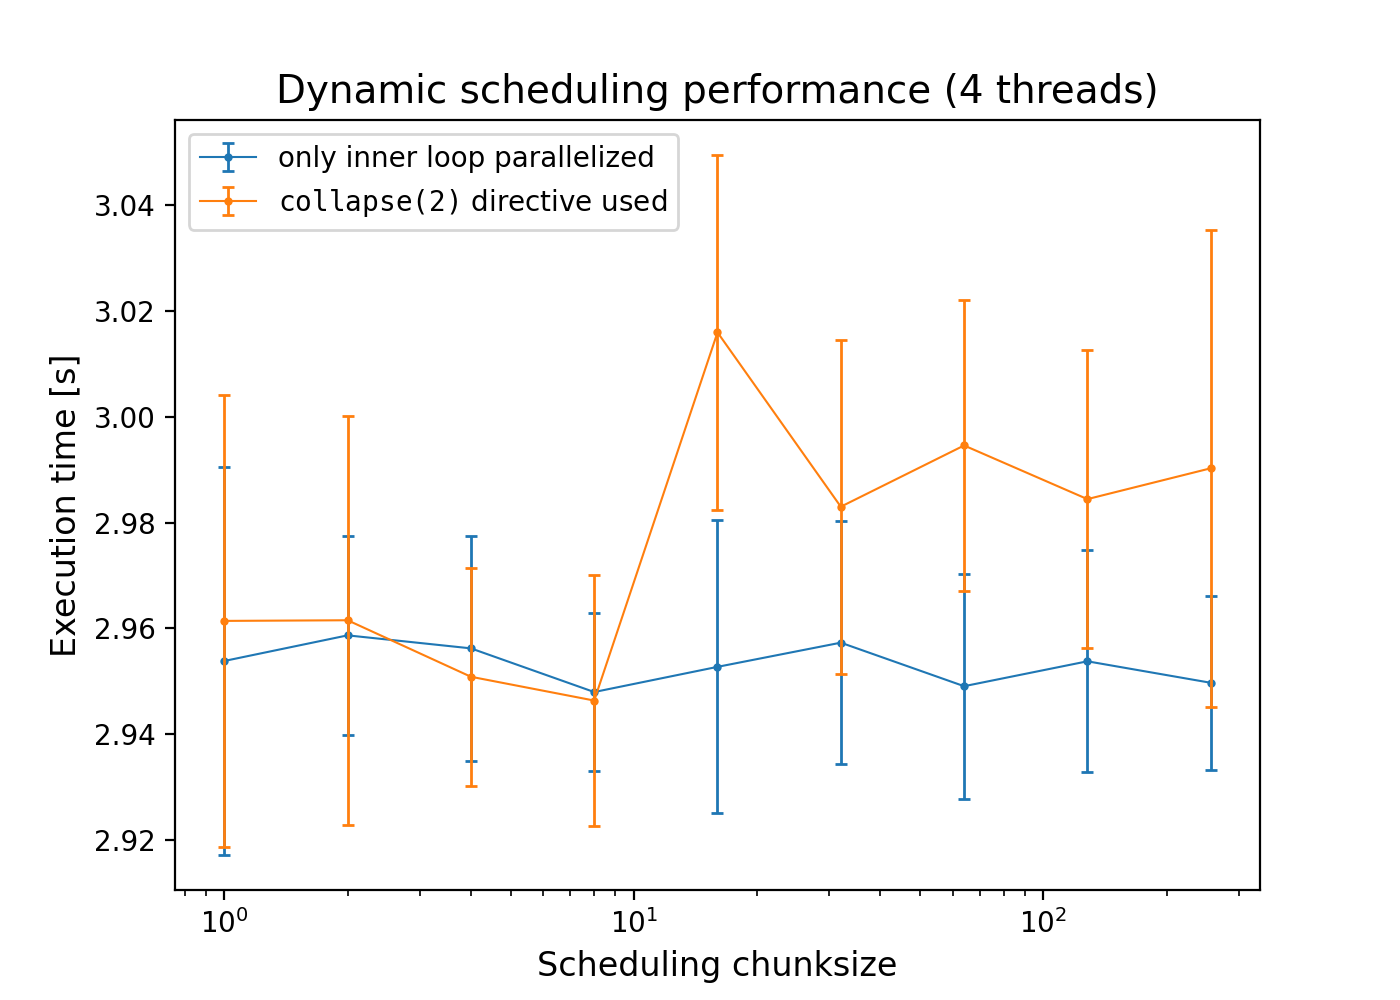 Dynamic scheduling performance (4 threads)
only inner loop parallelized
collapse(2) directive used
3.04
3.02
3.00
2.98
2.96
2.94
2.92
Execution time [s]
10⁰ 10¹ 10²
Scheduling chunksize